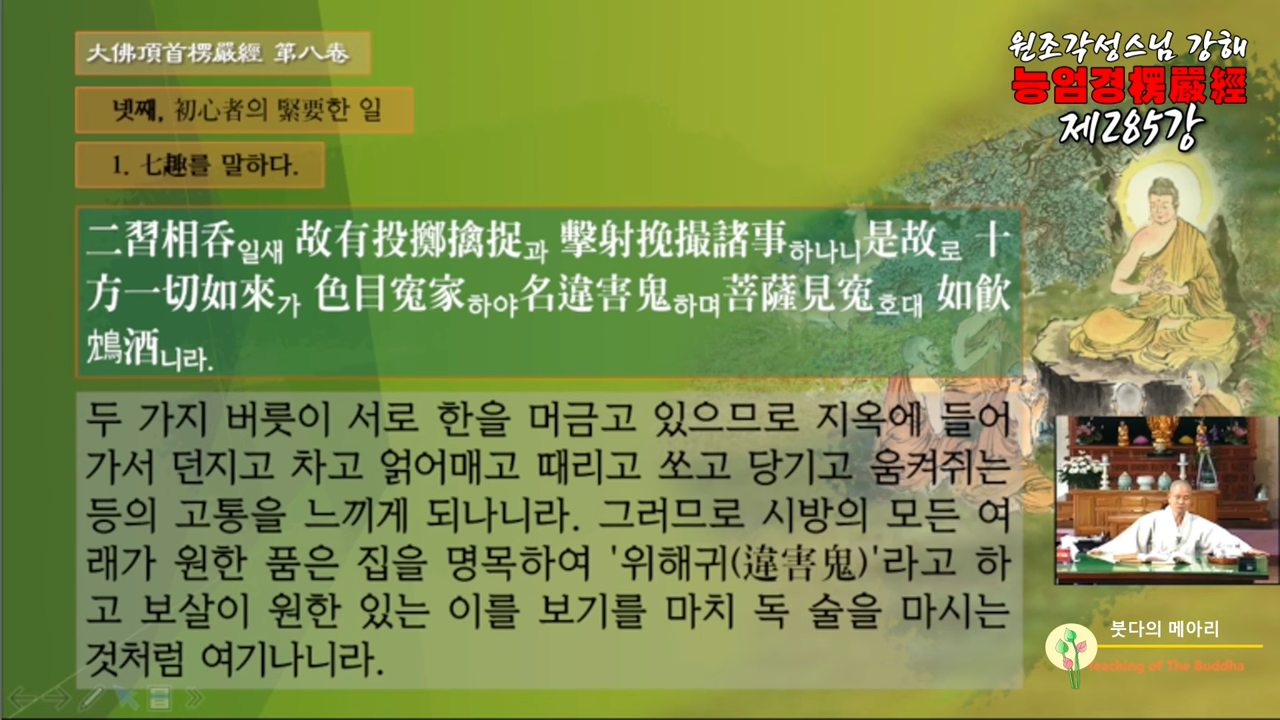 大佛頂首楞嚴經 第八卷
넷째, 初心者의 緊要한 일
1. 七趣를 말하다.
二習相呑일새 故有投擲擒捉과 擊射挽撮諸事하나니 是故로 十
方一切如來가 色目寃家하야 名違害鬼하며 菩薩見寃호대 如飮
鴆酒니라.
두 가지 버릇이 서로 한을 머금고 있으므로 지옥에 들어
가서 던지고 차고 얽어매고 때리고 쏘고 당기고 움켜쥐는
등의 고통을 느끼게 되나니라. 그러므로 시방의 모든 여
래가 원한 품은 집을 명목하여 '위해귀(違害鬼)'라고 하
고 보살이 원한 있는 이를 보기를 마치 독 술을 마시는
것처럼 여기나니라.
원조각성스님 강해
능엄경楞嚴經
제285강
붓다의 메아리
Teaching of The Buddha